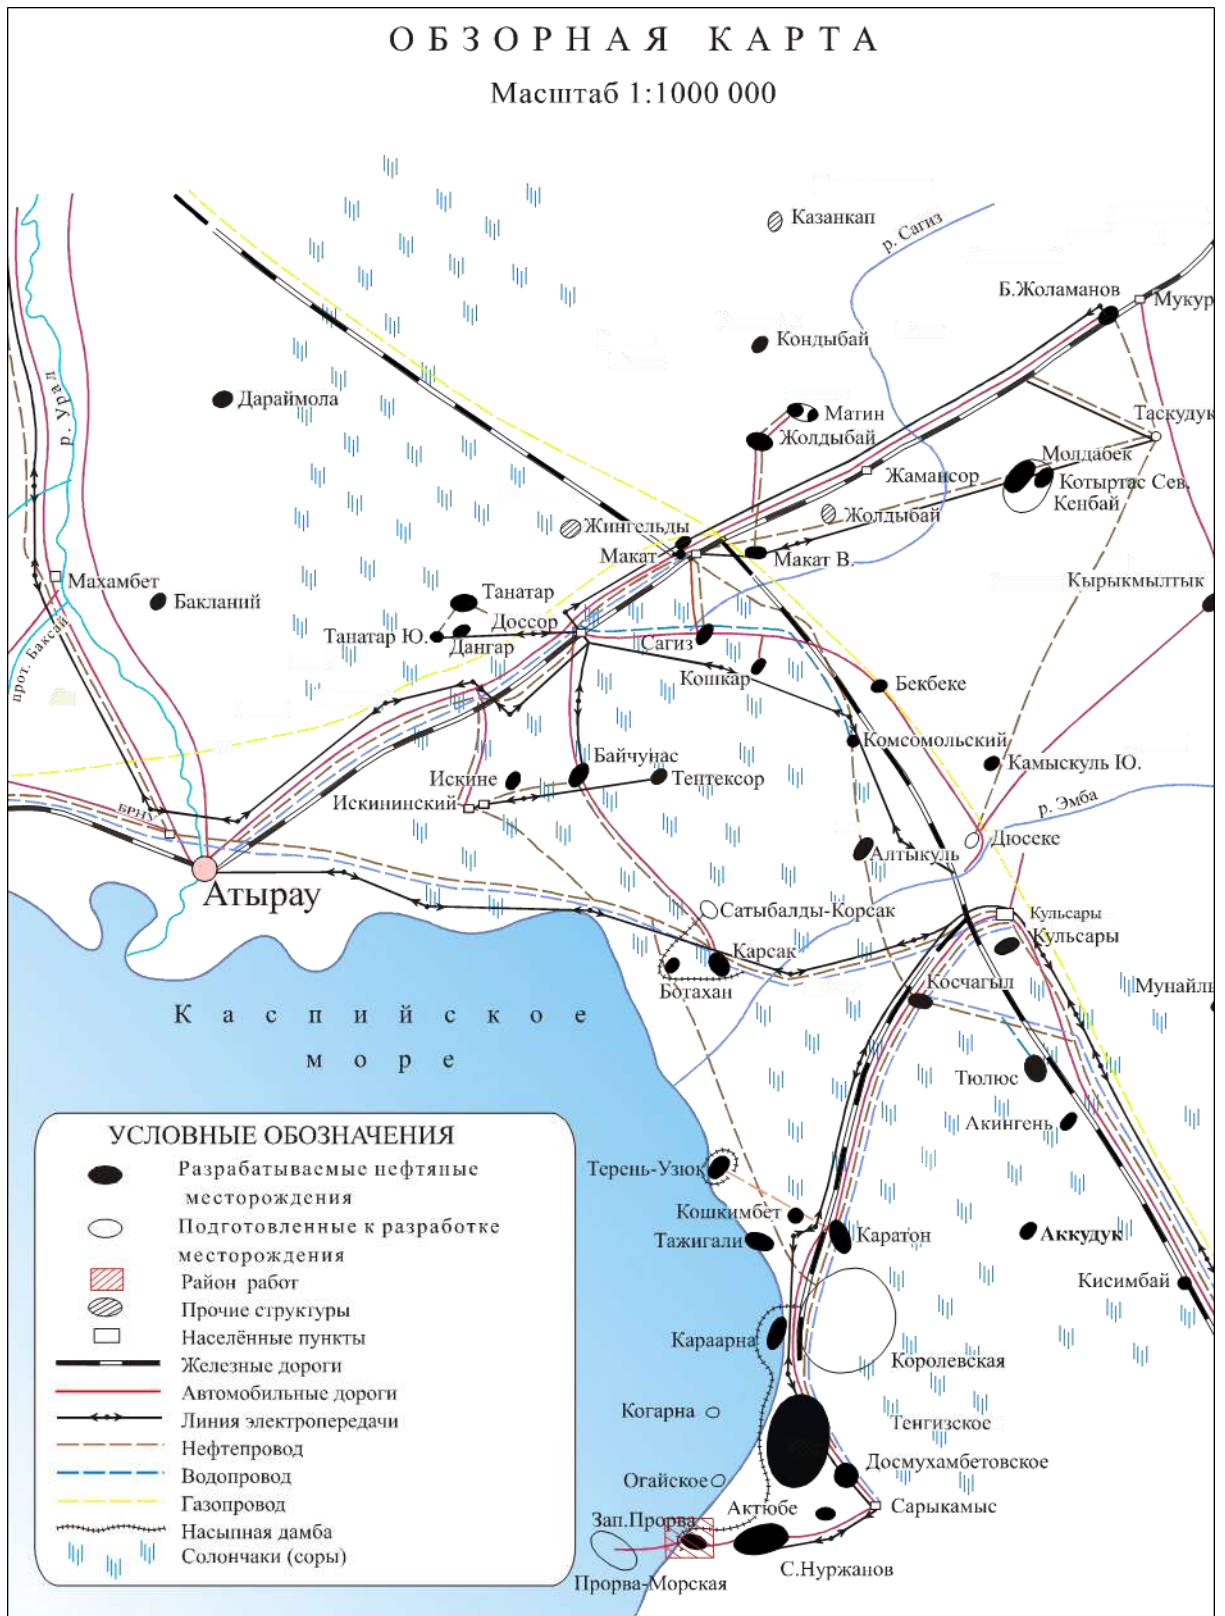 ОБЗОРНАЯ КАРТА
Масштаб 1:1000 000
Казанкап
р. Сагиз
Б.Жоламанов
Мукур
Кондыбай
р. Урал
Дараймола
Матин
Жолдыбай
Таскудук
Молдабек
Жамансор
Котыртас Сев.
Кенбай
Жингельды
Жолдыбай
Макат
Макат В.
Махамбет
Кырыкмылтык
Бакланий
Танатар
Доссор
Танатар Ю.
Дангар
Сагиз
прот. Баксай
Кошкар
Бекбеке
Комсомольский
Байчунас
Искине
Тентексор
Камыскуль Ю.
Искининский
р. Эмба
БРНУ
Дюсеке
Алтыкуль
Атырау
Сатыбалды-Корсак
Кульсары
Кульсары
Карсак
Ботахан
Косчагыл
Мунайлы
Каспийское
море
Тюлюс
Акингень
УСЛОВНЫЕ ОБОЗНАЧЕНИЯ
Разрабатываемые нефтяные
месторождения
Подготовленные к разработке
месторождения
Район работ
Прочие структуры
Населённые пункты
Железные дороги
Автомобильные дороги
Линия электропередачи
Нефтепровод
Водопровод
Газопровод
Насыпная дамба
Солончаки (соры)
Терень-Узюк
Кошкимбет
Тажигали
Каратон
Аккудук
Кисимбай
Караарна
Королевская
Когарна
Тенгизское
Досмухамбетовское
Огайское
Актюбе
Сарыкамыс
Зап.Прорва
С.Нуржанов
Прорва-Морская